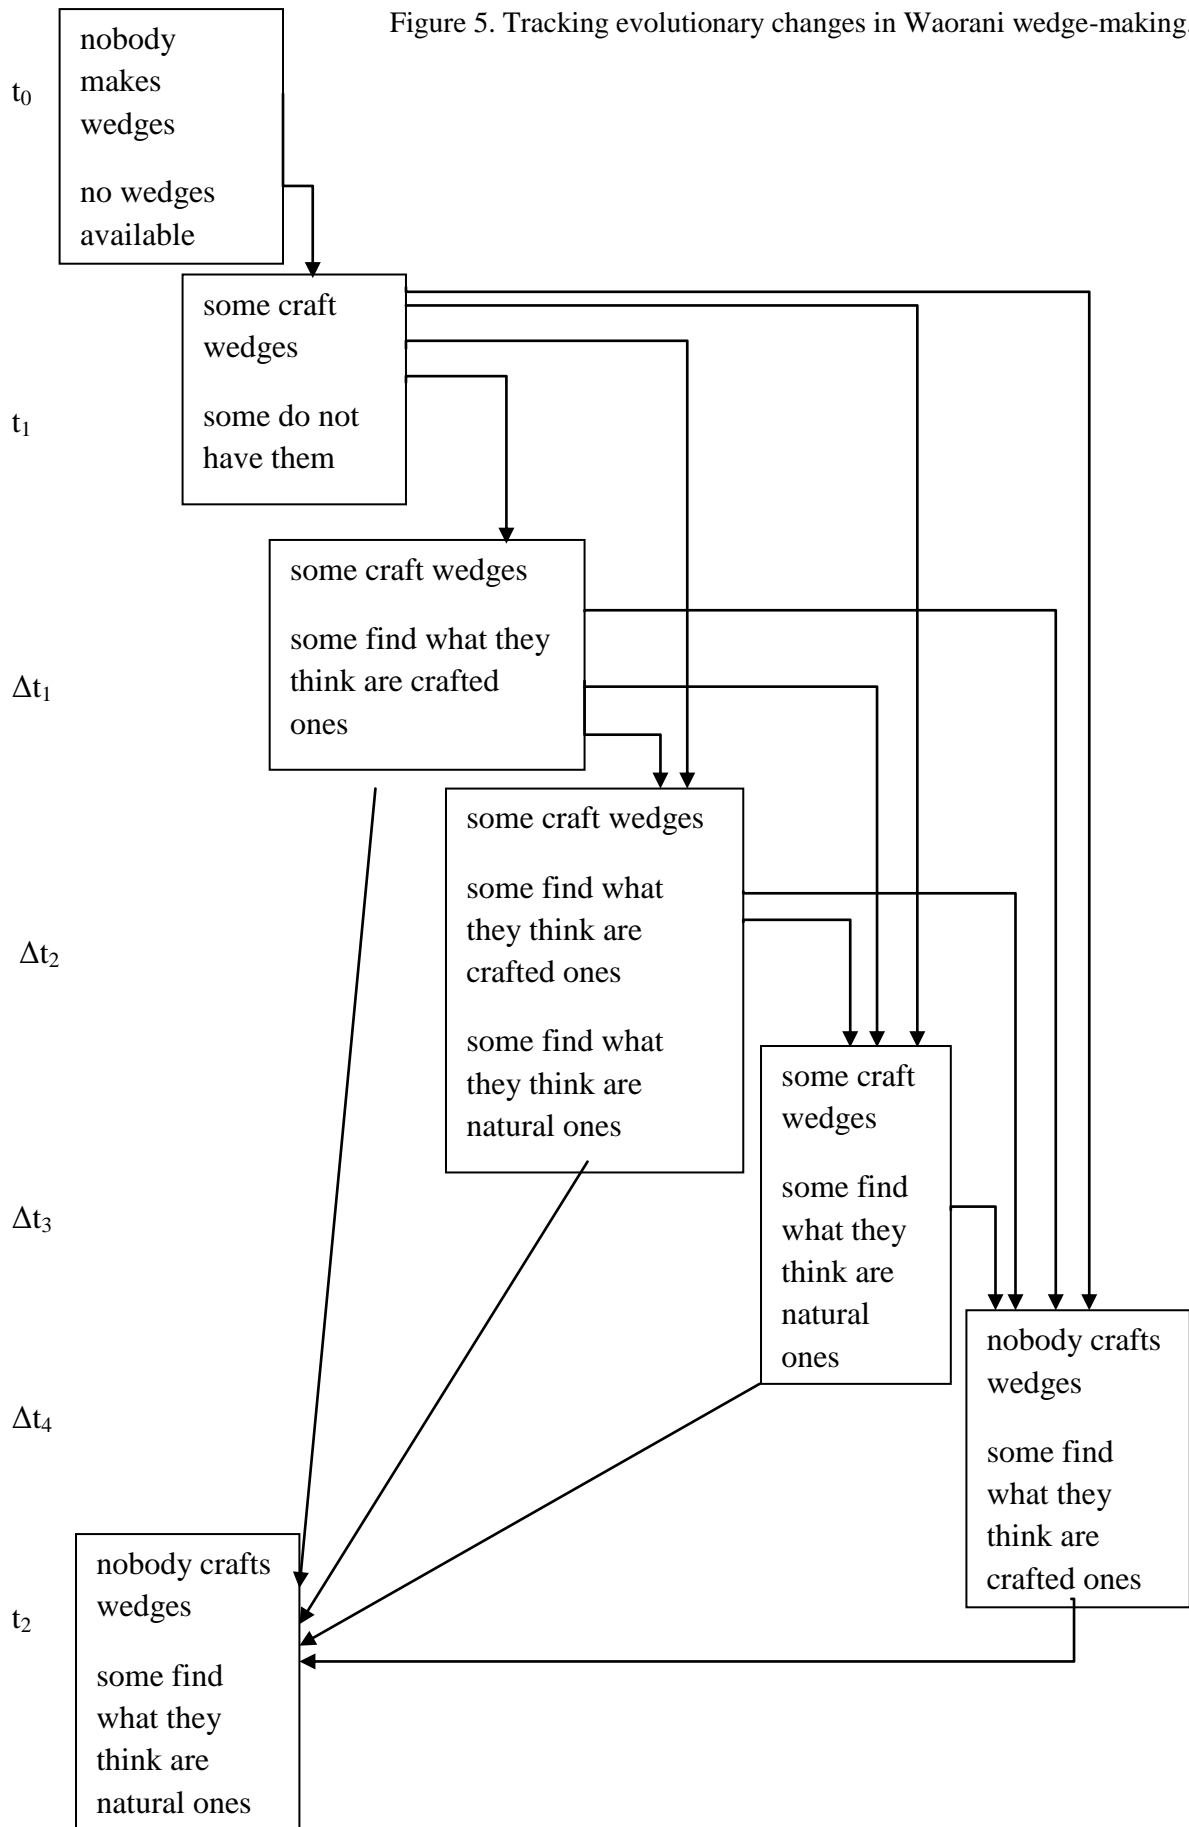 Figure 5. Tracking evolutionary changes in Waorani wedge-making.
t₀
nobody
makes
wedges
no wedges
available
t₁
some craft
wedges
some do not
have them
Δt₁
some craft wedges
some find what they
think are crafted
ones
Δt₂
some craft wedges
some find what
they think are
crafted ones
some find what
they think are
natural ones
Δt₃
some craft
wedges
some find
what they
think are
natural
ones
Δt₄
nobody crafts
wedges
some find
what they
think are
crafted ones
t₂
nobody crafts
wedges
some find
what they
think are
natural ones